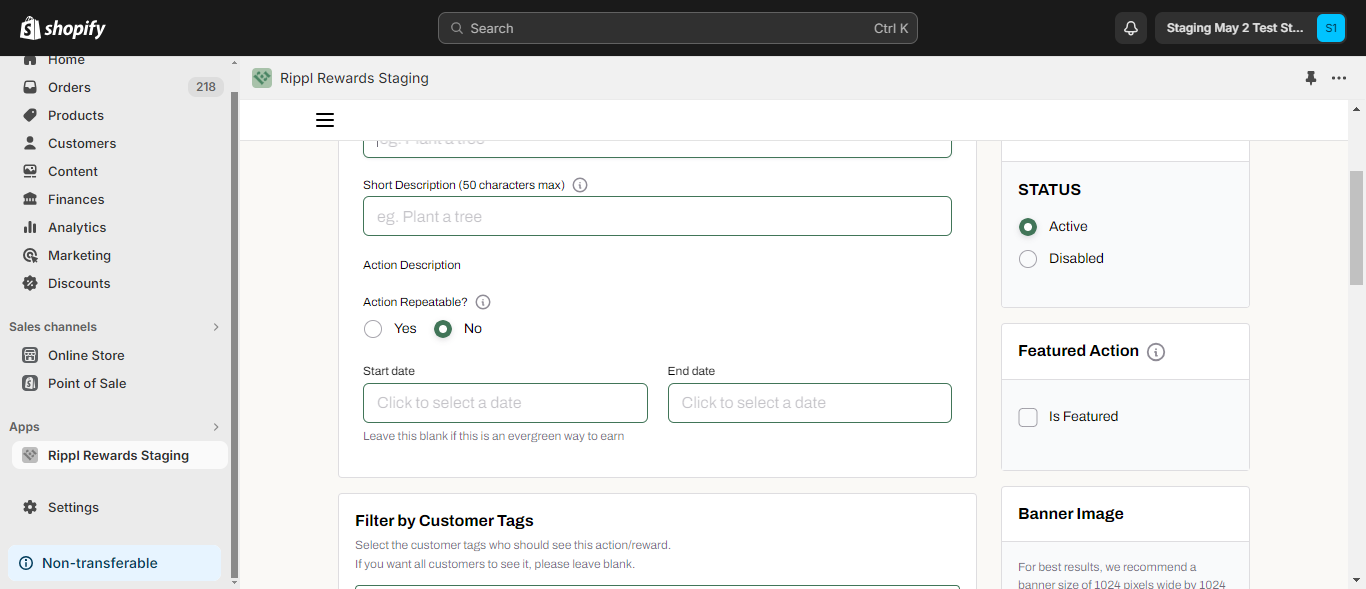 shopify
Search
Ctrl K
Staging May 2 Test St...
S1
Home
Orders
218
Products
Customers
Content
Finances
Analytics
Marketing
Discounts
Sales channels
Online Store
Point of Sale
Apps
Rippl Rewards Staging
Settings
Non-transferable
Rippl Rewards Staging
eg. Plant a tree
Short Description (50 characters max)
eg. Plant a tree
Action Description
Action Repeatable?
Yes
No
Start date
End date
Click to select a date
Click to select a date
Leave this blank if this is an evergreen way to earn
Filter by Customer Tags
Select the customer tags who should see this action/reward.
If you want all customers to see it, please leave blank.
STATUS
Active
Disabled
Featured Action
Is Featured
Banner Image
For best results, we recommend a
banner size of 1024 pixels wide by 1024